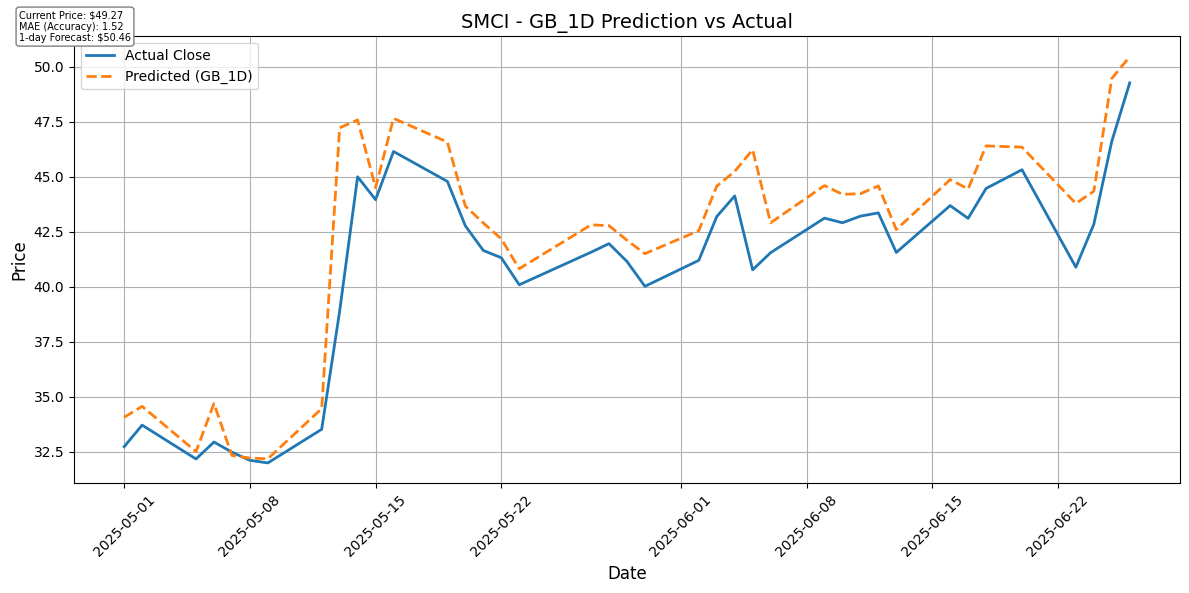 SMCI - GB_1D Prediction vs Actual
Current Price: $49.27
MAE (Accuracy): 1.52
1-day Forecast: $50.46
Actual Close
Predicted (GB_1D)
50.0
47.5
45.0
42.5
40.0
37.5
35.0
32.5
Price
2025-05-01
2025-05-08
2025-05-15
2025-05-22
2025-06-01
2025-06-08
2025-06-15
2025-06-22
Date